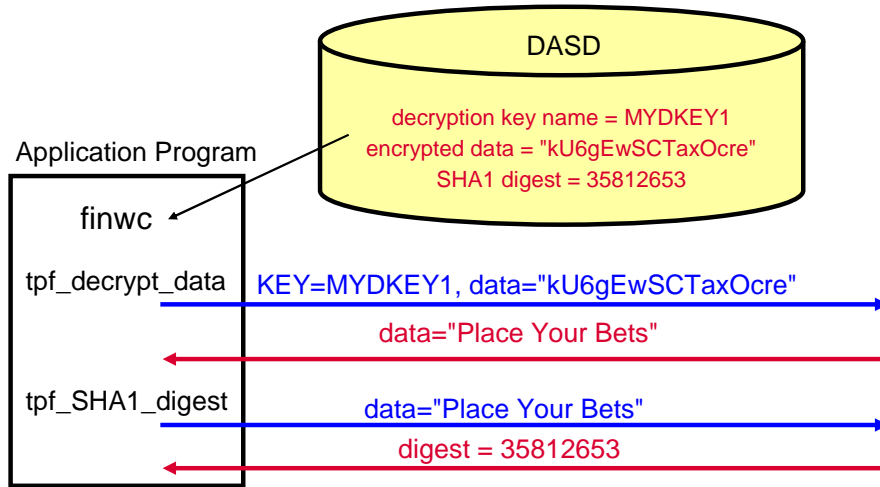 DASD
decryption key name = MYDKEY1
encrypted data = "kU6gEwSCTaxOcre"
SHA1 digest = 35812653
Application Program
finwc
tpf_decrypt_data
KEY=MYDKEY1, data="kU6gEwSCTaxOcre"
data="Place Your Bets"
tpf_SHA1_digest
data="Place Your Bets"
digest = 35812653